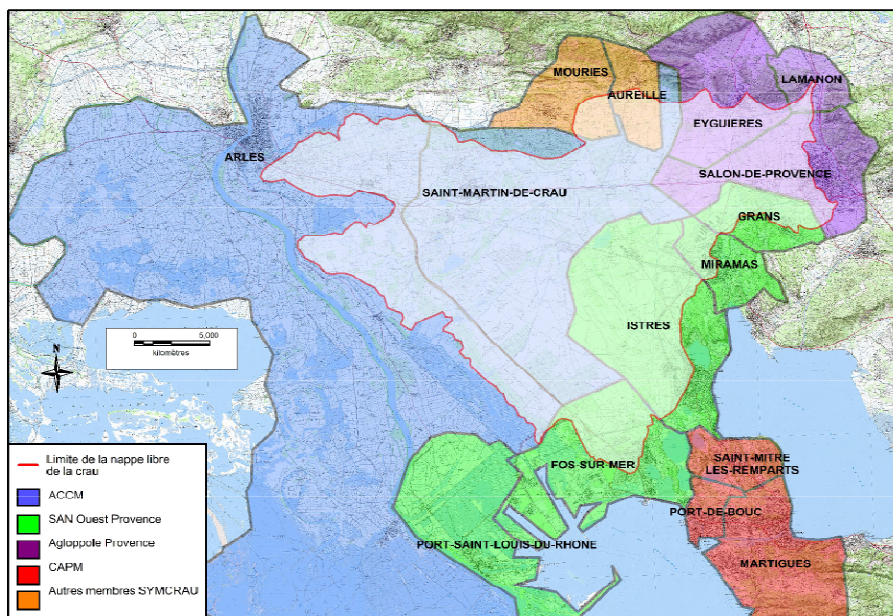 MOURIES
AUREILLE
LAMANON
EYGUIERES
ARLES
SALON-DE-PROVENCE
SAINT-MARTIN-DE-CRAU
GRANS
MIRAMAS
ISTRES
0 5,000
kilomètres
N
Limite de la nappe libre
de la crau
ACCM
SAN Ouest Provence
Agglopole Provence
CAPM
Autres membres SYMCRAU
FOS SUR MER
SAINT-MITRE
LES-REMPARTS
PORT-DE-BOUC
PORT-SAINT-LOUIS-DU-RHONE
MARTIGUES